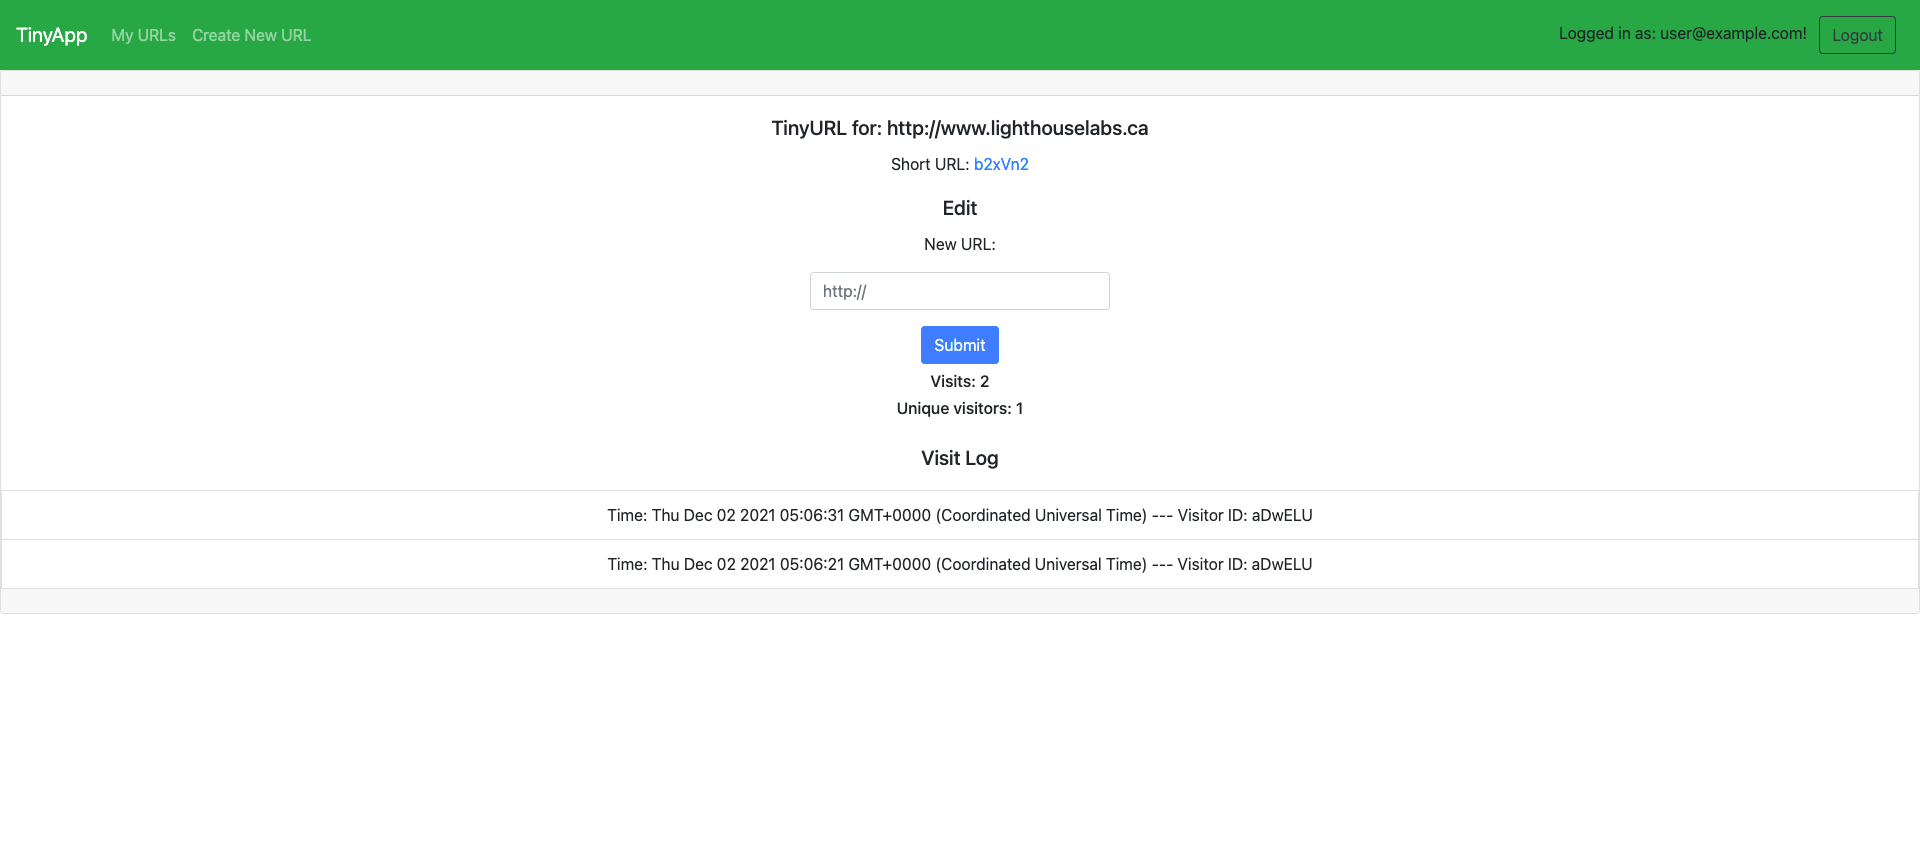 TinyApp My URLs Create New URL Logged in as: user@example.com! Logout
TinyURL for: http://www.lighthouselabs.ca
Short URL: b2xVn2
Edit
New URL:
http://
Submit
Visits: 2
Unique visitors: 1
Visit Log
Time: Thu Dec 02 2021 05:06:31 GMT+0000 (Coordinated Universal Time) --- Visitor ID: aDwELU
Time: Thu Dec 02 2021 05:06:21 GMT+0000 (Coordinated Universal Time) --- Visitor ID: aDwELU